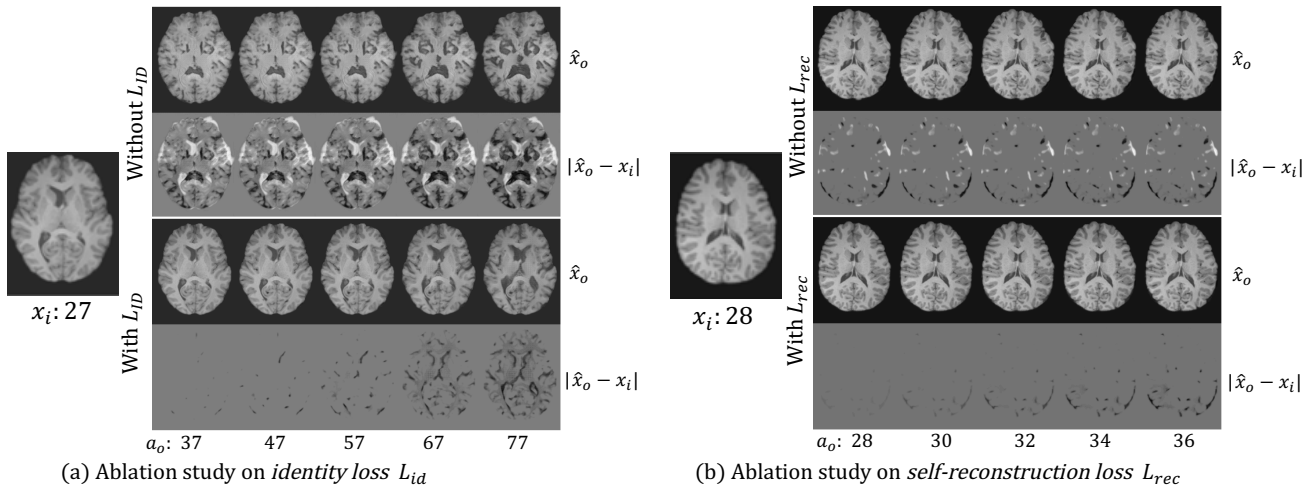 Without L_ID
x̂_o
|x̂_o − x_i|
With L_ID
x̂_o
|x̂_o − x_i|
x_i: 27
a_o: 37 47 57 67 77
(a) Ablation study on identity loss L_id
Without L_rec
x̂_o
|x̂_o − x_i|
With L_rec
x̂_o
|x̂_o − x_i|
x_i: 28
a_o: 28 30 32 34 36
(b) Ablation study on self-reconstruction loss L_rec